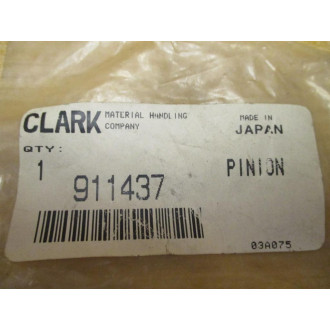 CLARK MATERIAL HANDLING COMPANY
MADE IN JAPAN
QTY:
1 911437 PINION
03A075